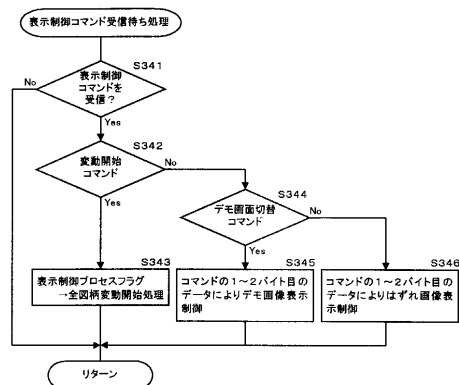 表示制御コマンド受信待ち処理
S341
表示制御
コマンドを
受信？
No
Yes
S342
変動開始
コマンド
No
Yes
S344
デモ画面切替
コマンド
No
Yes
S343
表示制御プロセスフラグ
→全図柄変動開始処理
S345
コマンドの１～２バイト目の
データによりデモ画像表示
制御
S346
コマンドの１～２バイト目の
データによりはずれ画像表
示制御
リターン